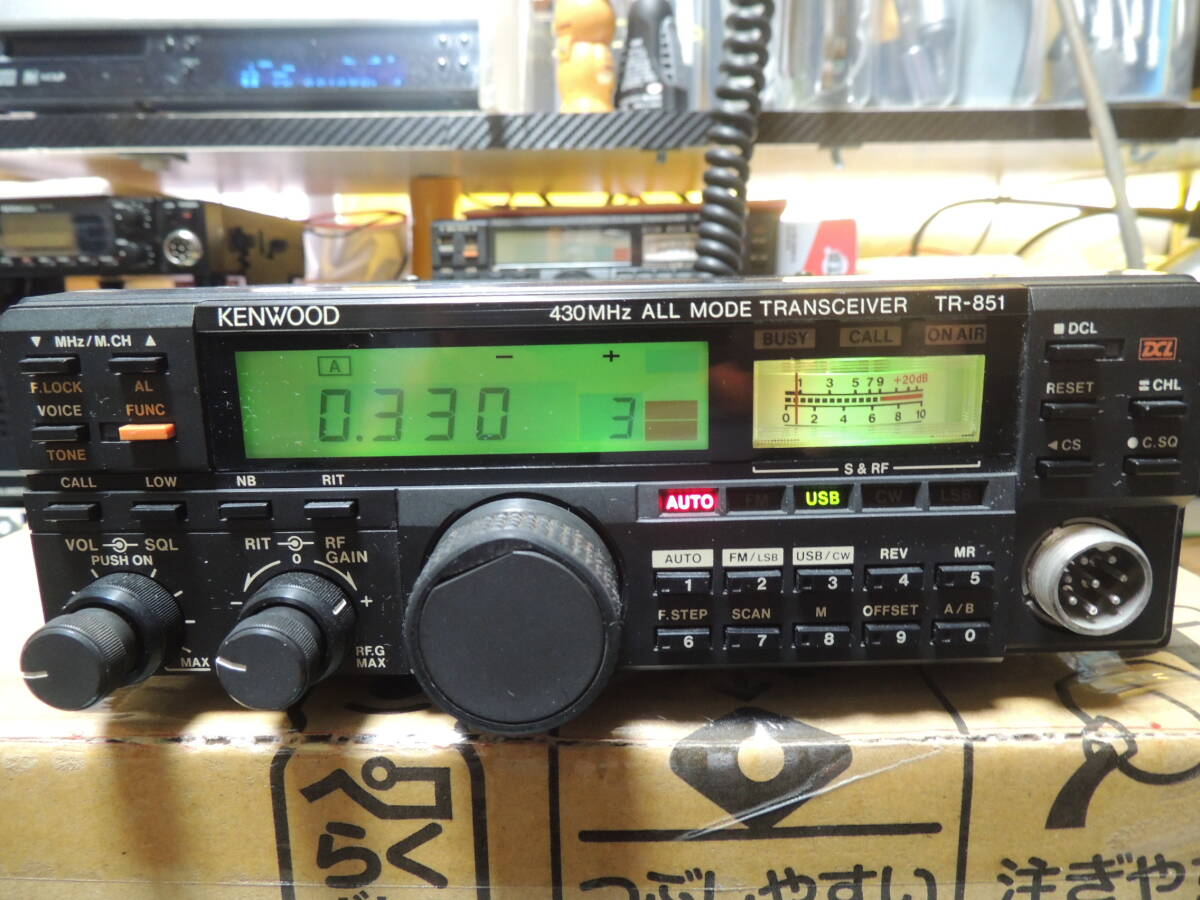 KENWOOD
430MHz ALL MODE TRANSCEIVER TR-851
▼ MHz/M.CH ▲
F.LOCK AL
VOICE FUNC
TONE
CALL LOW NB RIT
A − +
0.330 3
BUSY CALL ON AIR
1 3 5 7 9 +20dB
0 2 4 6 8 10
S & RF
AUTO FM USB CW LSB
■ DCL DCL
RESET CHL
◀ CS ● C.SQ
VOL SQL
PUSH ON
MAX
RIT RF
0 GAIN
− +
RF.G
MAX
AUTO FM/LSB USB/CW REV MR
1 2 3 4 5
F.STEP SCAN M OFFSET A/B
6 7 8 9 0
らく
つぶしやすい
注ぎやす